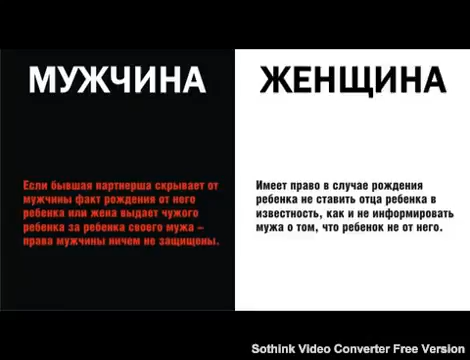 МУЖЧИНА
Если бывшая партнерша скрывает от
мужчины факт рождения от него
ребенка или жена выдает чужого
ребенка за ребенка своего мужа –
права мужчины ничем не защищены.
ЖЕНЩИНА
Имеет право в случае рождения
ребенка не ставить отца ребенка в
известность, как и не информировать
мужа о том, что ребенок не от него.
Sothink Video Converter Free Version